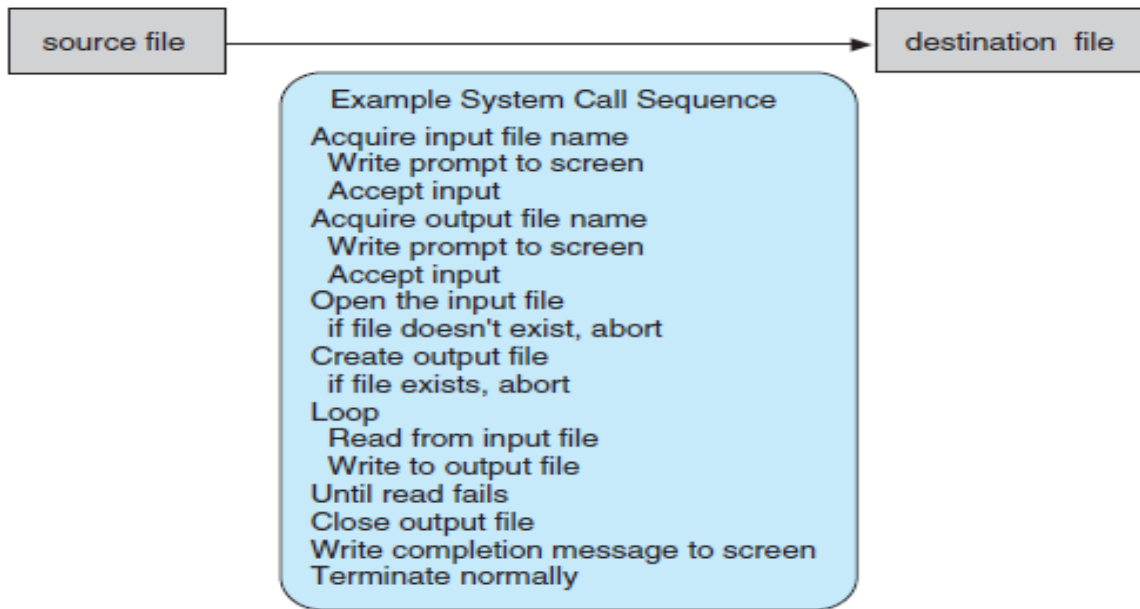 source file
destination file
Example System Call Sequence
Acquire input file name
Write prompt to screen
Accept input
Acquire output file name
Write prompt to screen
Accept input
Open the input file
if file doesn't exist, abort
Create output file
if file exists, abort
Loop
Read from input file
Write to output file
Until read fails
Close output file
Write completion message to screen
Terminate normally